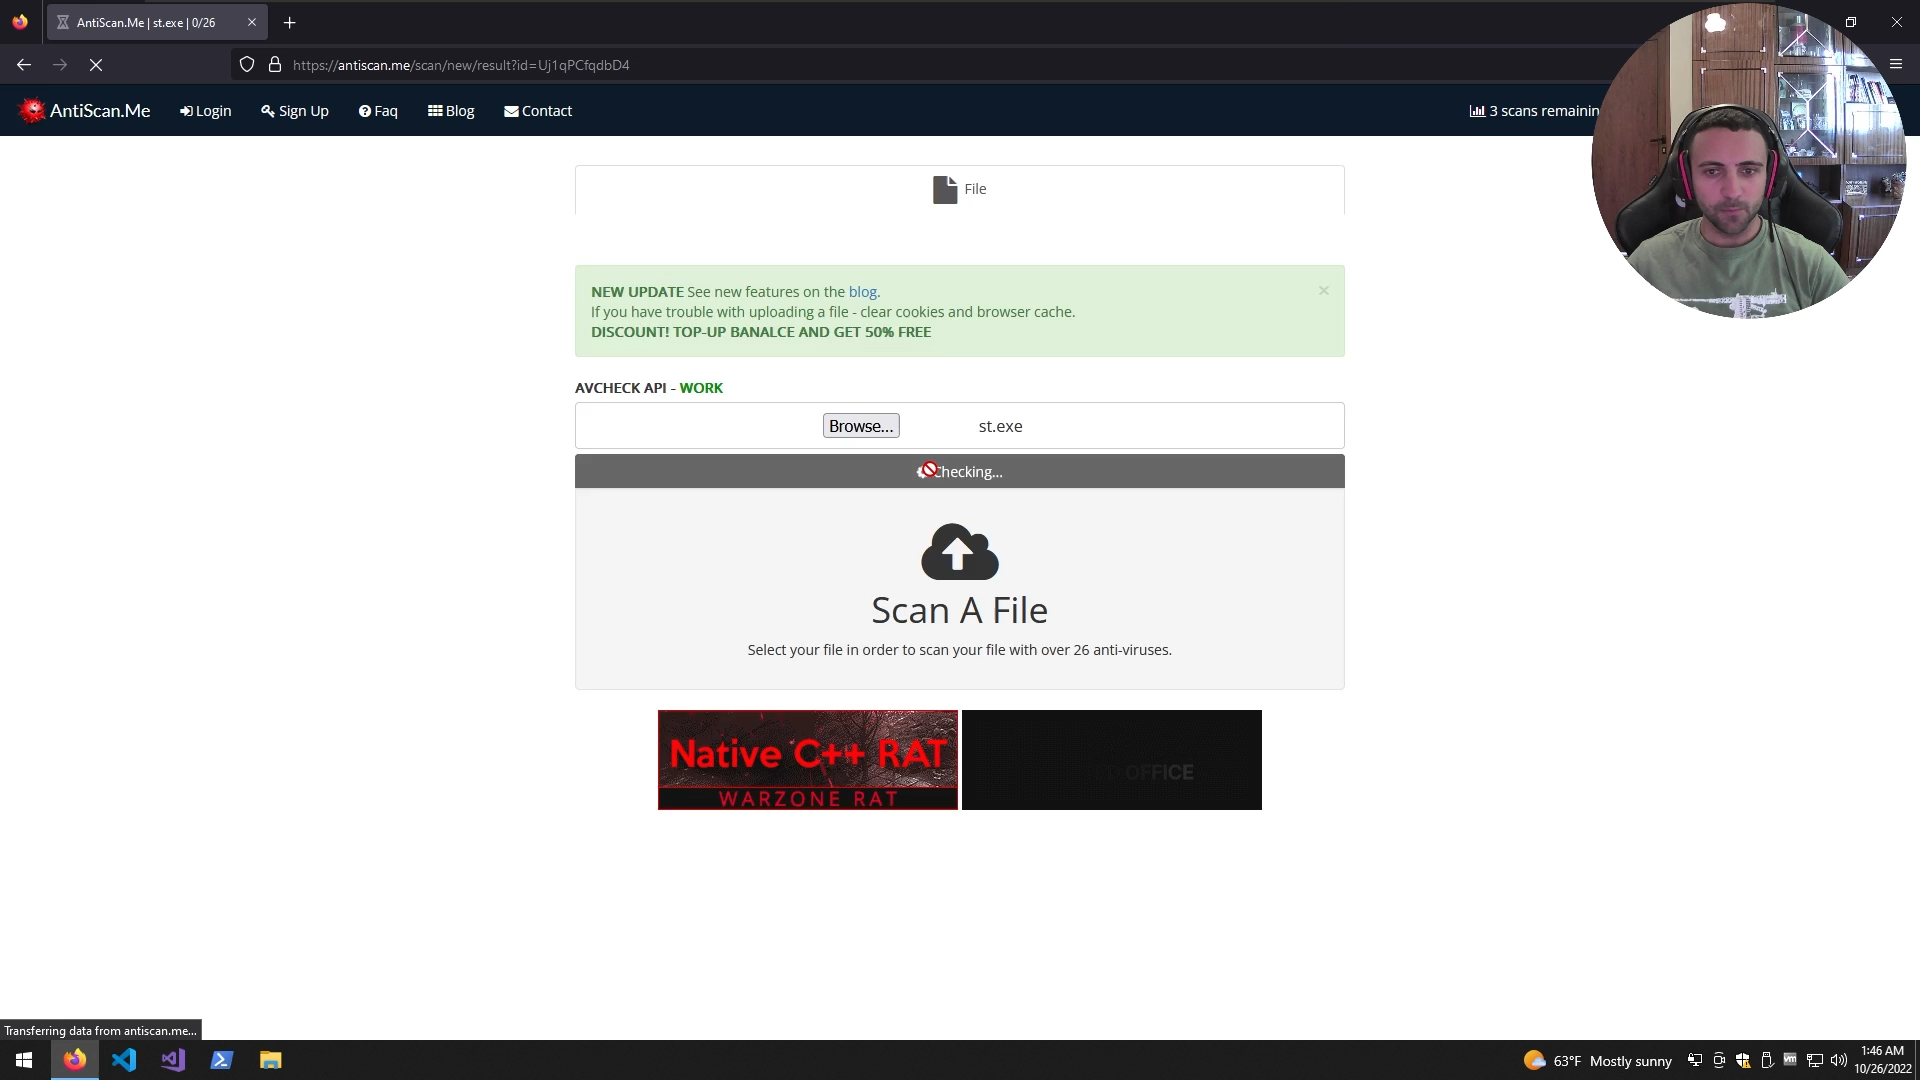 AntiScan.Me | st.exe | 0/26
https://antiscan.me/scan/new/result?id=Uj1qPCfqdbD4
AntiScan.Me Login Sign Up Faq Blog Contact
3 scans remainin
File
NEW UPDATE See new features on the blog.
If you have trouble with uploading a file - clear cookies and browser cache.
DISCOUNT! TOP-UP BANALCE AND GET 50% FREE
AVCHECK API - WORK
Browse... st.exe
Checking...
Scan A File
Select your file in order to scan your file with over 26 anti-viruses.
Native C++ RAT
WARZONE RAT
OFFICE
Transferring data from antiscan.me...
63°F Mostly sunny
1:46 AM
10/26/2022